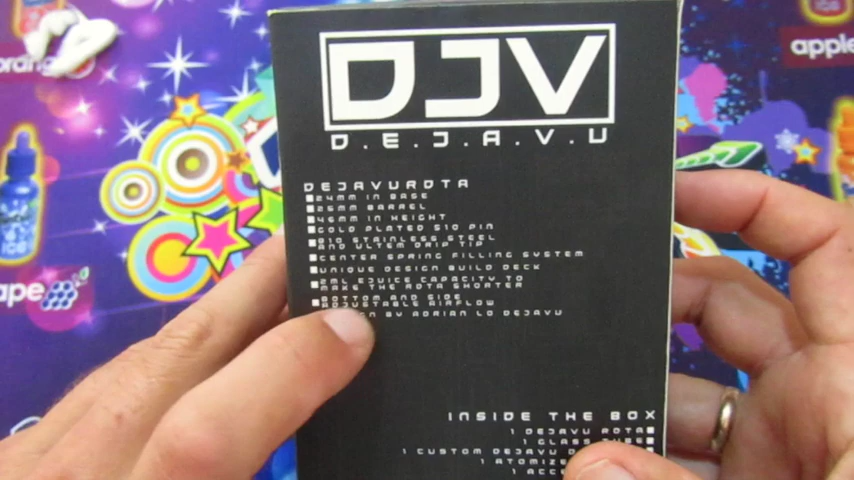 DJV
D.E.J.A.V.U
DEJAVURDTA
24MM IN BASE
25MM BARREL
46MM IN HEIGHT
GOLD PLATED 510 PIN
810 STAINLESS STEEL
AND ULTEM DRIP TIP
CENTER SPRING FILLING SYSTEM
UNIQUE DESIGN BUILD DECK
2ML EJUICE CAPACITY TO
MAKE THE RDTA SHORTER
BOTTOM AND SIDE
ADJUSTABLE AIRFLOW
BY ADRIAN LO DEJAVU
INSIDE THE BOX
1 DEJAVU RDTA
1 GLASS TUBE
1 CUSTOM DEJAVU
1
1
apple
ICE